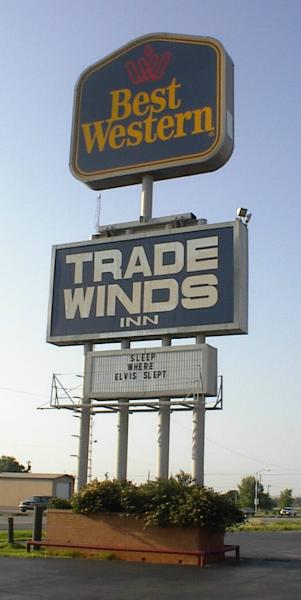 Best
Western
TRADE
WINDS
INN
SLEEP
WHERE
ELVIS SLEPT